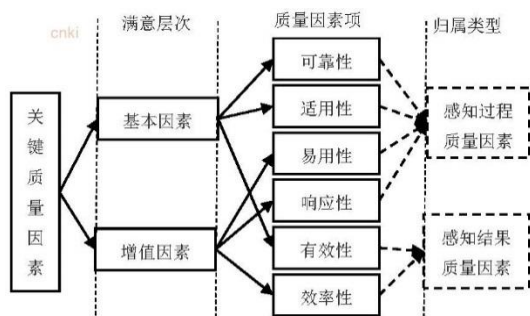 cnki
满意层次
质量因素项
归属类型
关键质量因素
基本因素
增值因素
可靠性
适用性
易用性
响应性
有效性
效率性
感知过程
质量因素
感知结果
质量因素